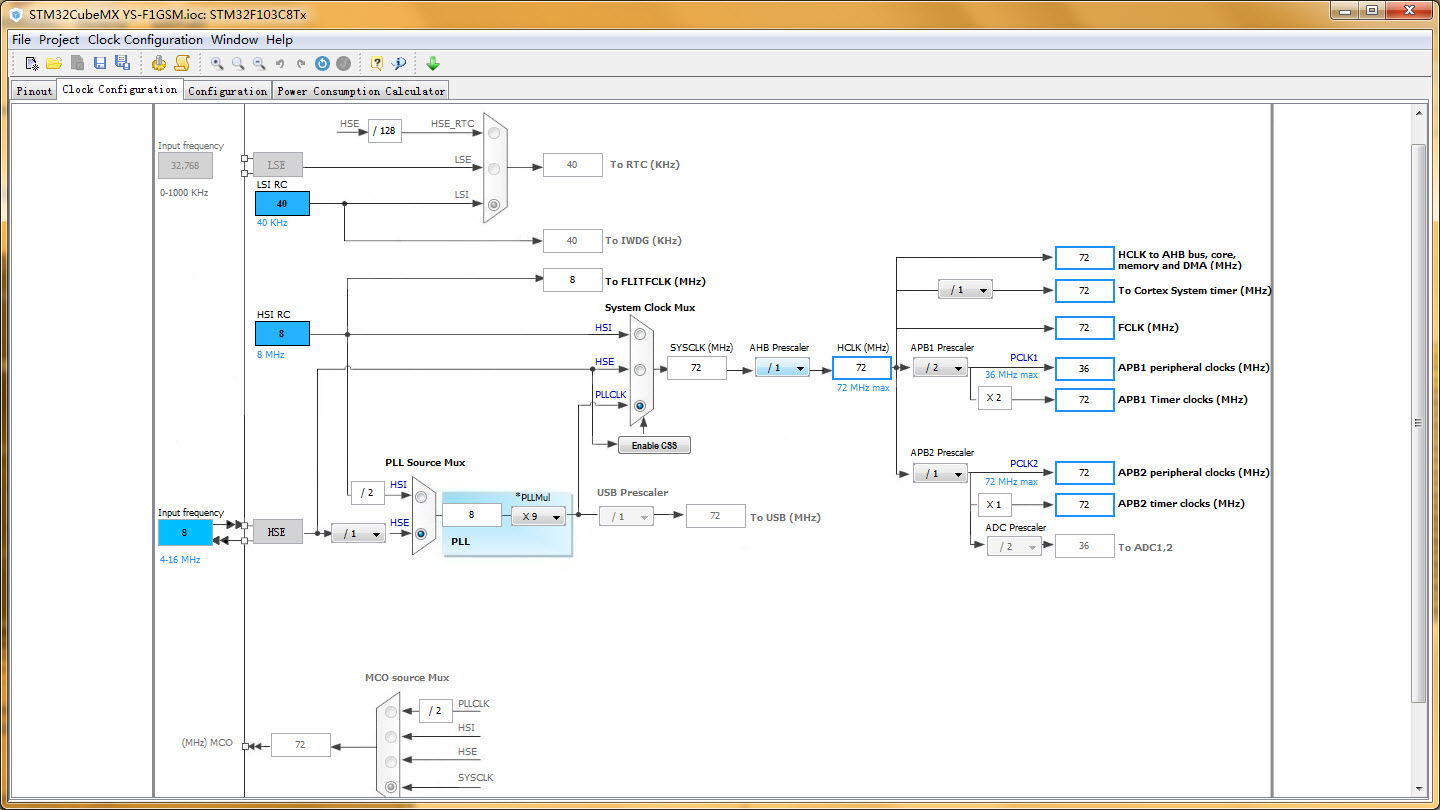 STM32CubeMX YS-F1GSM.ioc: STM32F103C8Tx
File Project Clock Configuration Window Help
Pinout Clock Configuration Configuration Power Consumption Calculator
HSE / 128 HSE_RTC
Input frequency
32.768 LSE LSE 40 To RTC (KHz)
0-1000 KHz
LSI RC
40 LSI
40 KHz
40 To IWDG (KHz)
8 To FLITFCLK (MHz)
HCLK to AHB bus, core,
memory and DMA (MHz)
72
/ 1 72 To Cortex System timer (MHz)
System Clock Mux
HSI RC
8 HSI
8 MHz
72 FCLK (MHz)
SYSCLK (MHz) AHB Prescaler HCLK (MHz) APB1 Prescaler
HSE 72 / 1 72 / 2 PCLK1 36 APB1 peripheral clocks (MHz)
72 MHz max 36 MHz max
PLLCLK X 2 72 APB1 Timer clocks (MHz)
Enable CSS
PLL Source Mux
APB2 Prescaler
/ 1 PCLK2 72 APB2 peripheral clocks (MHz)
72 MHz max
/ 2 HSI
*PLLMul
USB Prescaler
X 1 72 APB2 timer clocks (MHz)
8 X 9 / 1 72 To USB (MHz)
Input frequency
8 HSE / 1 HSE
PLL
4-16 MHz
ADC Prescaler
/ 2 36 To ADC1,2
MCO source Mux
/ 2 PLLCLK
HSI
(MHz) MCO 72
HSE
SYSCLK